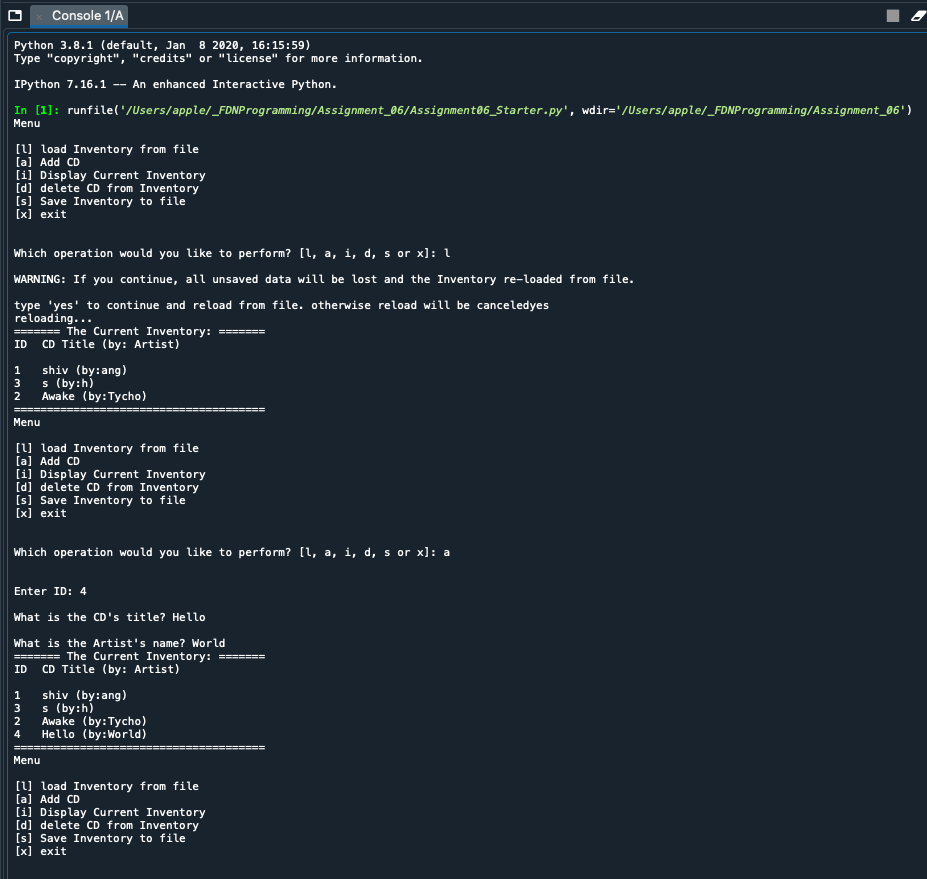 Console 1/A
Python 3.8.1 (default, Jan  8 2020, 16:15:59)
Type "copyright", "credits" or "license" for more information.
IPython 7.16.1 -- An enhanced Interactive Python.
In [1]: runfile('/Users/apple/_FDNProgramming/Assignment_06/Assignment06_Starter.py', wdir='/Users/apple/_FDNProgramming/Assignment_06')
Menu
[l] load Inventory from file
[a] Add CD
[i] Display Current Inventory
[d] delete CD from Inventory
[s] Save Inventory to file
[x] exit
Which operation would you like to perform? [l, a, i, d, s or x]: l
WARNING: If you continue, all unsaved data will be lost and the Inventory re-loaded from file.
type 'yes' to continue and reload from file. otherwise reload will be canceledyes
reloading...
======= The Current Inventory: =======
ID  CD Title (by: Artist)
1   shiv (by:ang)
3   s (by:h)
2   Awake (by:Tycho)
======================================
Menu
[l] load Inventory from file
[a] Add CD
[i] Display Current Inventory
[d] delete CD from Inventory
[s] Save Inventory to file
[x] exit
Which operation would you like to perform? [l, a, i, d, s or x]: a
Enter ID: 4
What is the CD's title? Hello
What is the Artist's name? World
======= The Current Inventory: =======
ID  CD Title (by: Artist)
1   shiv (by:ang)
3   s (by:h)
2   Awake (by:Tycho)
4   Hello (by:World)
======================================
Menu
[l] load Inventory from file
[a] Add CD
[i] Display Current Inventory
[d] delete CD from Inventory
[s] Save Inventory to file
[x] exit